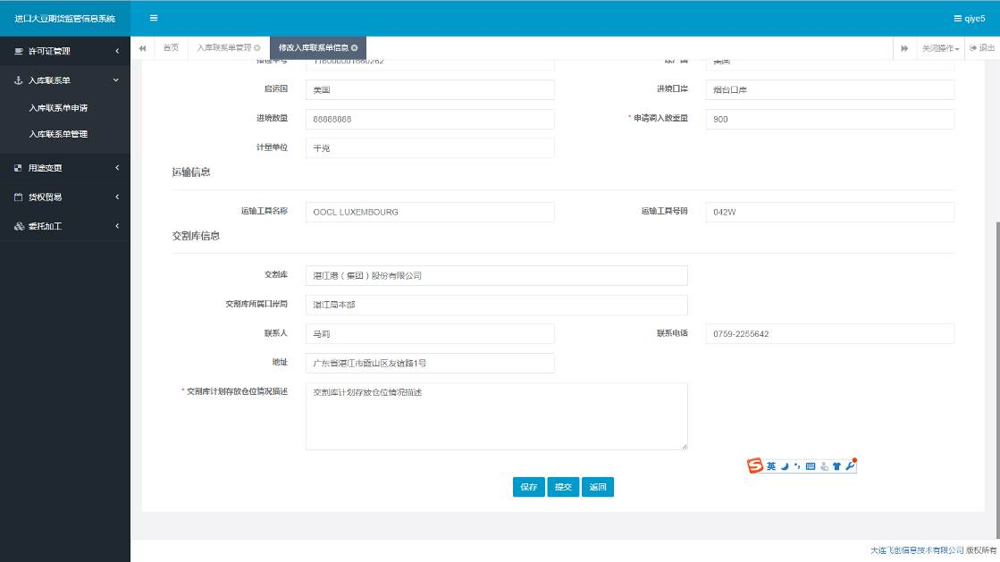 进口大豆期货监管信息系统
qiye5
许可证管理
入库联系单
入库联系单申请
入库联系单管理
用途变更
货权贸易
委托加工
首页 入库联系单管理 修改入库联系单信息 关闭操作 退出
启运国 美国 进境口岸 烟台口岸
进境数量 88888888 * 申请调入数重量 900
计量单位 千克
运输信息
运输工具名称 OOCL LUXEMBOURG 运输工具号码 042W
交割库信息
交割库 湛江港(集团)股份有限公司
交割库所属口岸局 湛江局本部
联系人 马莉 联系电话 0759-2255642
地址 广东省湛江市霞山区友谊路1号
* 交割库计划存放仓位情况描述 交割库计划存放仓位情况描述
英
保存 提交 返回
大连飞创信息技术有限公司 版权所有